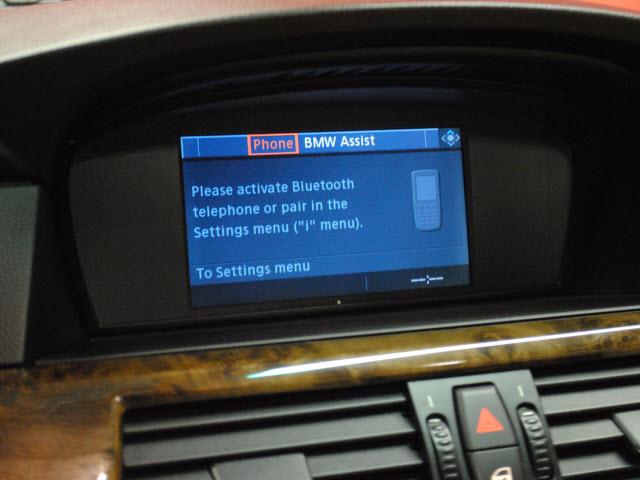 Phone BMW Assist
Please activate Bluetooth
telephone or pair in the
Settings menu ("i" menu).
To Settings menu